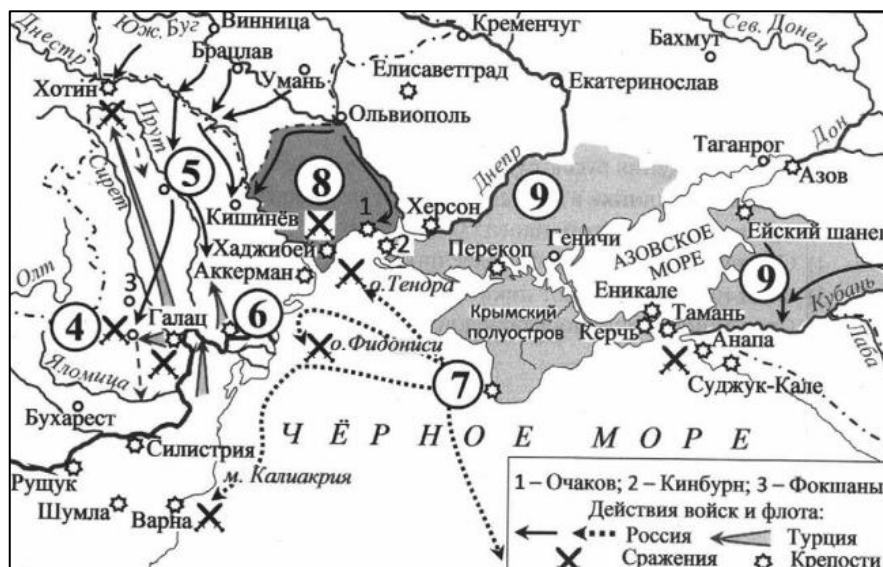 Днестр
Юж. Буг
Винница
Кременчуг
Сев. Донец
Брацлав
Бахмут
Хотин
Умань
Елисаветград
Екатеринослав
Прут
Ольвиополь
Сирет
5
8
Днепр
9
Таганрог
Дон
Азов
Кишинёв
1
Херсон
Ейский шанец
Хаджибей
2
Перекоп
Геничи
АЗОВСКОЕ
МОРЕ
9
Олт
Аккерман
о.Тендра
Крымский
полуостров
Еникале
Кубань
3
4
Галац
6
Керчь
Тамань
Анапа
Лаба
о.Фидониси
Яломица
7
Суджук-Кале
Бухарест
Силистрия
ЧЁРНОЕ МОРЕ
Рущук
м. Калиакрия
Шумла
Варна
1 – Очаков; 2 – Кинбурн; 3 – Фокшаны
Действия войск и флота:
Россия
Турция
Сражения
Крепости